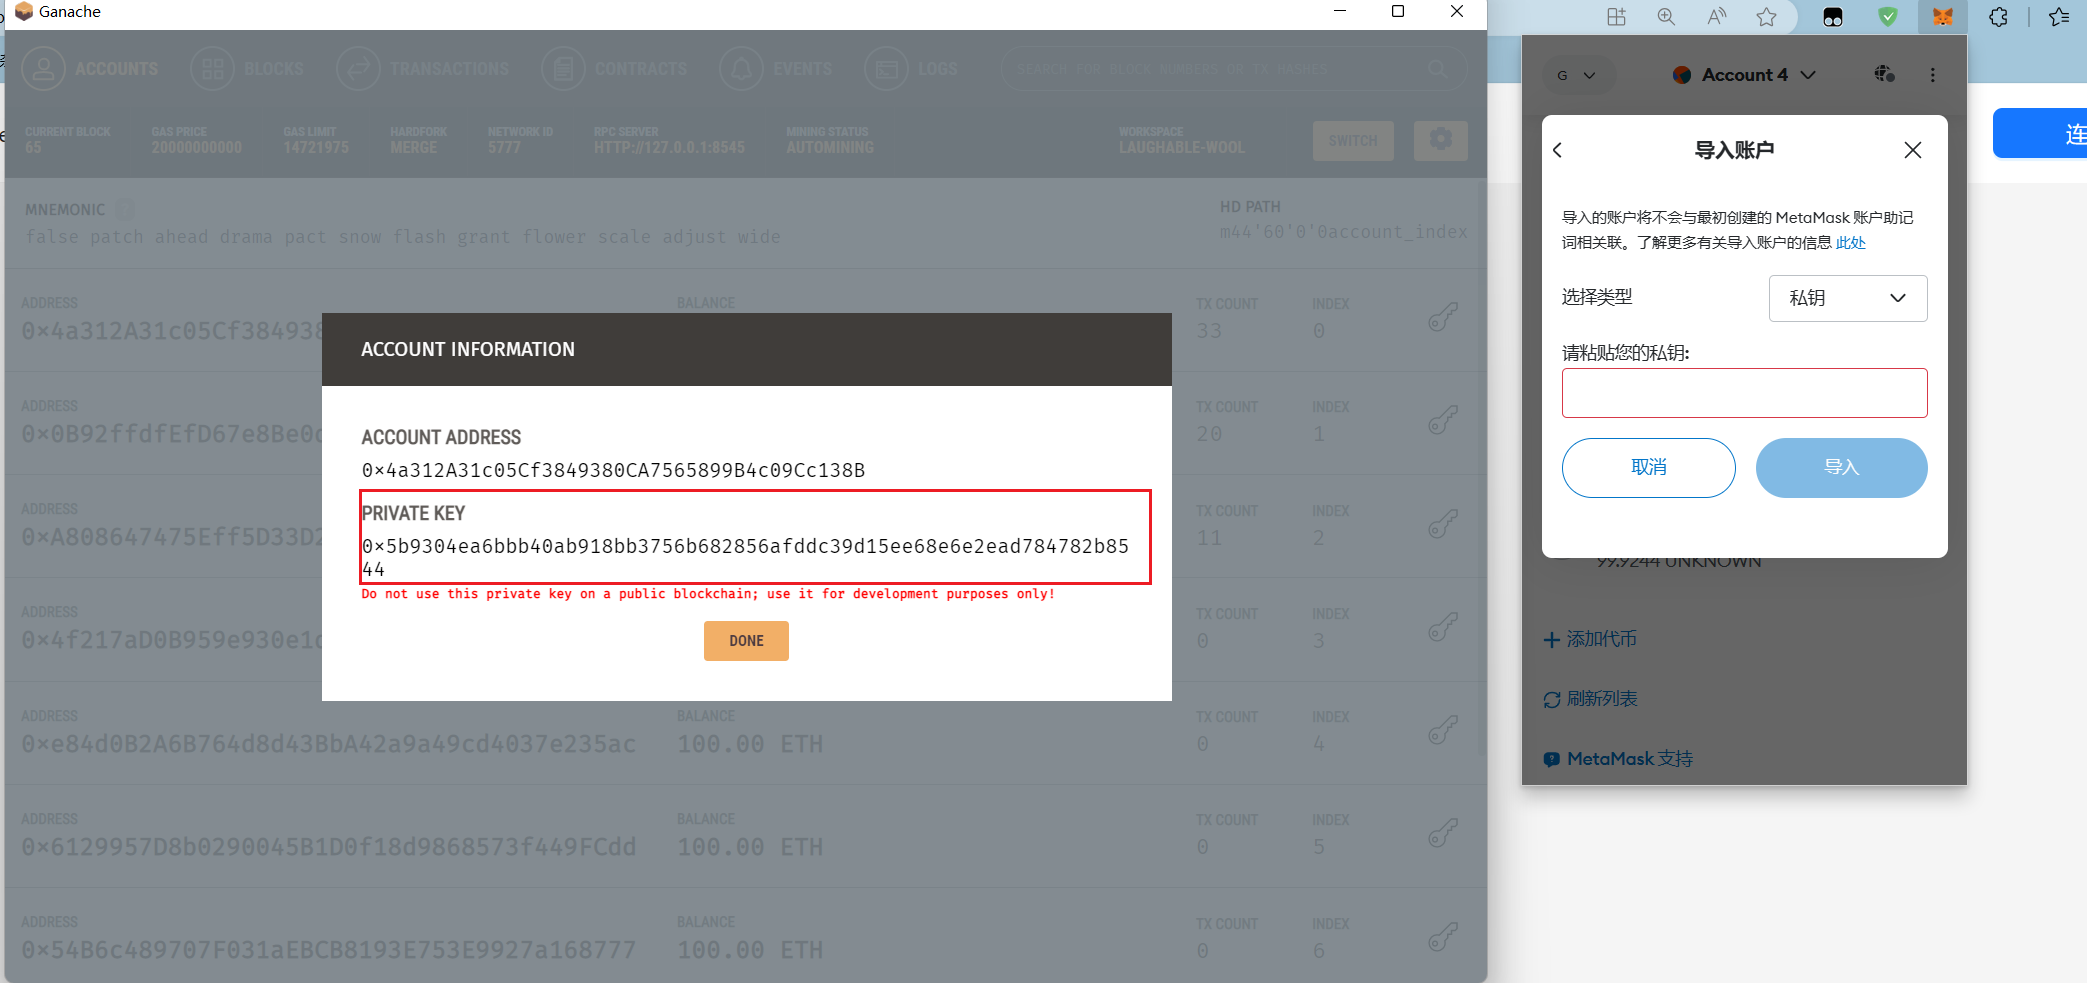 Ganache
ACCOUNTS
BLOCKS
TRANSACTIONS
CONTRACTS
EVENTS
LOGS
SEARCH FOR BLOCK NUMBERS OR TX HASHES
CURRENT BLOCK
65
GAS PRICE
20000000000
GAS LIMIT
14721975
HARDFORK
MERGE
NETWORK ID
5777
RPC SERVER
HTTP://127.0.0.1:8545
MINING STATUS
AUTOMINING
WORKSPACE
LAUGHABLE-WOOL
SWITCH
MNEMONIC
false patch ahead drama pact snow flash grant flower scale adjust wide
HD PATH
m44'60'0'0account_index
ADDRESS
0×4a312A31c05Cf384938
BALANCE
TX COUNT
33
INDEX
0
ADDRESS
0×0B92ffdfEfD67e8Be0
TX COUNT
20
INDEX
1
ADDRESS
0×A808647475Eff5D33D2
TX COUNT
11
INDEX
2
ADDRESS
0×4f217aD0B959e930e1
TX COUNT
0
INDEX
3
ADDRESS
0×e84d0B2A6B764d8d43BbA42a9a49cd4037e235ac
BALANCE
100.00 ETH
TX COUNT
0
INDEX
4
ADDRESS
0×6129957D8b0290045B1D0f18d9868573f449FCdd
BALANCE
100.00 ETH
TX COUNT
0
INDEX
5
ADDRESS
0×54B6c489707F031aEBCB8193E753E9927a168777
BALANCE
100.00 ETH
TX COUNT
0
INDEX
6
ACCOUNT INFORMATION
ACCOUNT ADDRESS
0×4a312A31c05Cf3849380CA7565899B4c09Cc138B
PRIVATE KEY
0×5b9304ea6bbb40ab918bb3756b682856afddc39d15ee68e6e2ead784782b85
44
Do not use this private key on a public blockchain; use it for development purposes only!
DONE
G
Account 4
导入账户
导入的账户将不会与最初创建的 MetaMask 账户助记
词相关联。了解更多有关导入账户的信息 此处
选择类型
私钥
请粘贴您的私钥:
取消
导入
99.9244 UNKNOWN
添加代币
刷新列表
MetaMask 支持
连